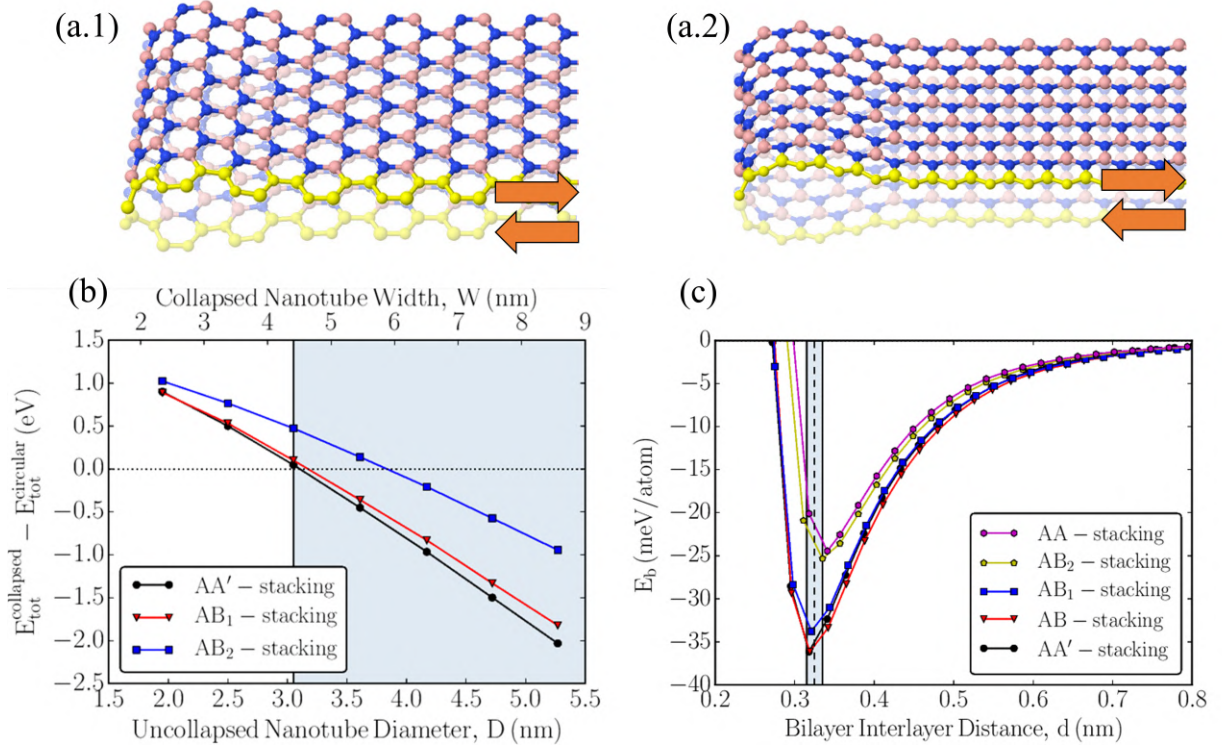 (a.1)
(a.2)
(b)
Collapsed Nanotube Width, W (nm)
2 3 4 5 6 7 8 9
1.5
1.0
0.5
0.0
−0.5
−1.0
−1.5
−2.0
−2.5
E_tot^collapsed − E_tot^circular (eV)
AA′ − stacking
AB₁ − stacking
AB₂ − stacking
1.5 2.0 2.5 3.0 3.5 4.0 4.5 5.0 5.5
Uncollapsed Nanotube Diameter, D (nm)
(c)
0
−5
−10
−15
−20
−25
−30
−35
−40
E_b (meV/atom)
AA − stacking
AB₂ − stacking
AB₁ − stacking
AB − stacking
AA′ − stacking
0.2 0.3 0.4 0.5 0.6 0.7 0.8
Bilayer Interlayer Distance, d (nm)